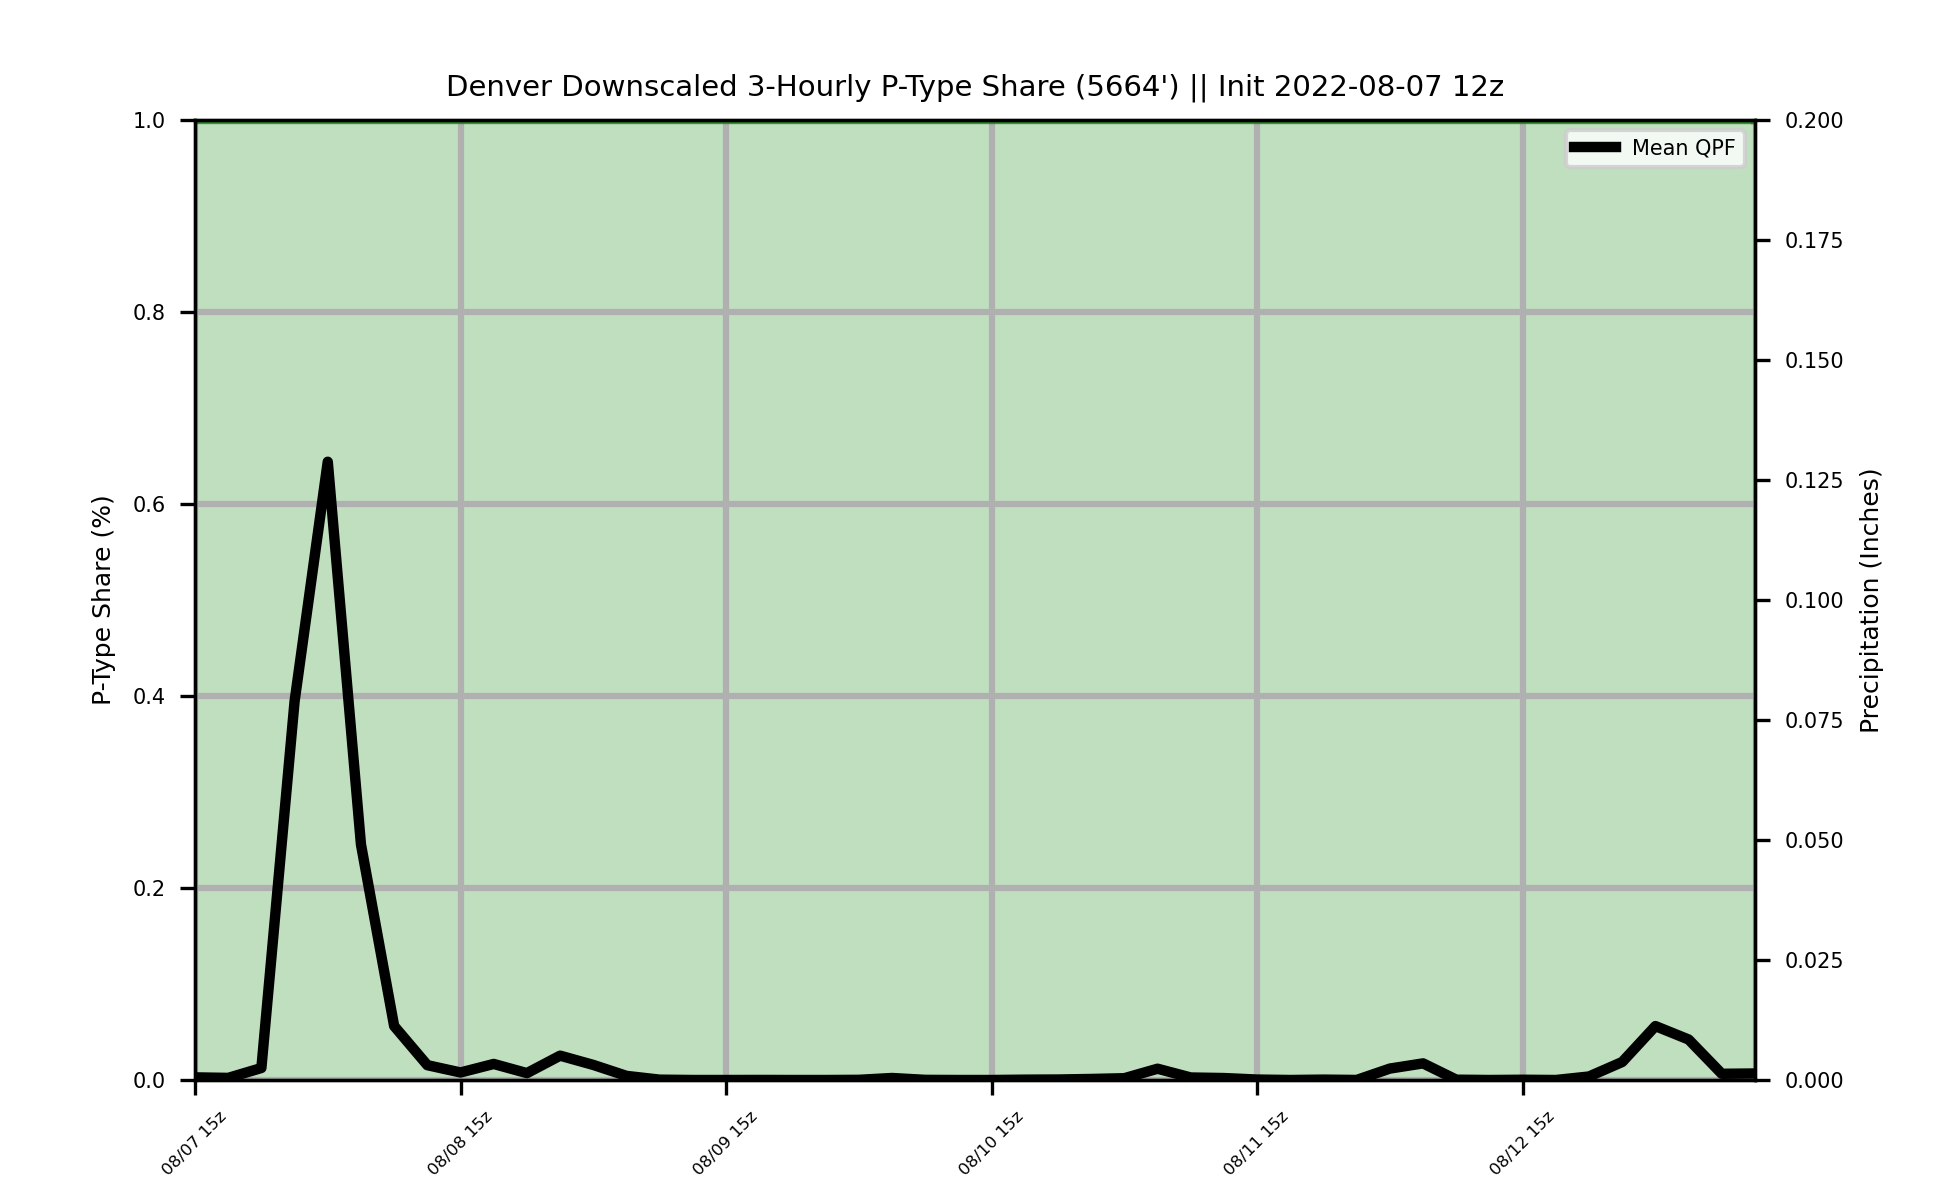 Denver Downscaled 3-Hourly P-Type Share (5664') || Init 2022-08-07 12z
Mean QPF
P-Type Share (%)
1.0
0.8
0.6
0.4
0.2
0.0
0.200
0.175
0.150
0.125
0.100
0.075
0.050
0.025
0.000
Precipitation (Inches)
08/07 15z
08/08 15z
08/09 15z
08/10 15z
08/11 15z
08/12 15z